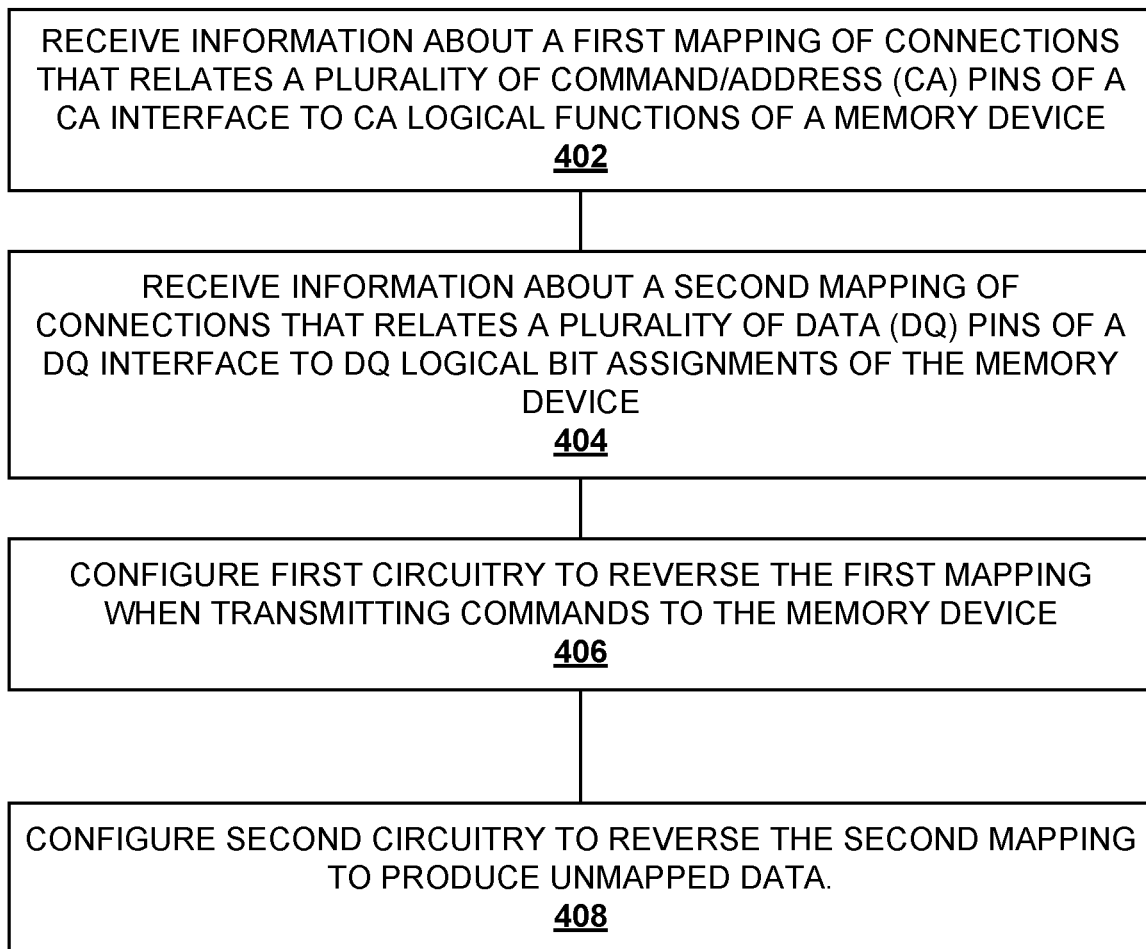 RECEIVE INFORMATION ABOUT A FIRST MAPPING OF CONNECTIONS
THAT RELATES A PLURALITY OF COMMAND/ADDRESS (CA) PINS OF A
CA INTERFACE TO CA LOGICAL FUNCTIONS OF A MEMORY DEVICE
402
RECEIVE INFORMATION ABOUT A SECOND MAPPING OF
CONNECTIONS THAT RELATES A PLURALITY OF DATA (DQ) PINS OF A
DQ INTERFACE TO DQ LOGICAL BIT ASSIGNMENTS OF THE MEMORY
DEVICE
404
CONFIGURE FIRST CIRCUITRY TO REVERSE THE FIRST MAPPING
WHEN TRANSMITTING COMMANDS TO THE MEMORY DEVICE
406
CONFIGURE SECOND CIRCUITRY TO REVERSE THE SECOND MAPPING
TO PRODUCE UNMAPPED DATA.
408